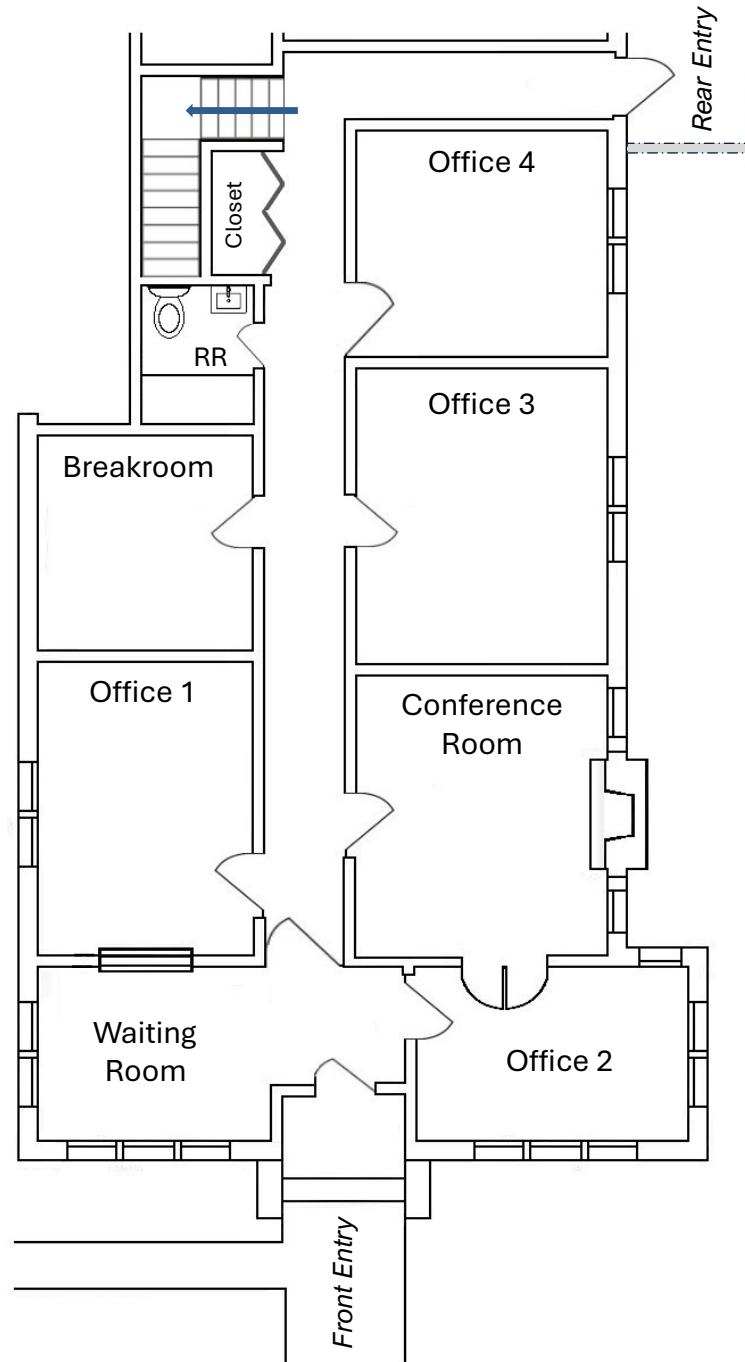 Rear Entry
Office 4
Closet
RR
Office 3
Breakroom
Office 1
Conference
Room
Waiting
Room
Office 2
Front Entry